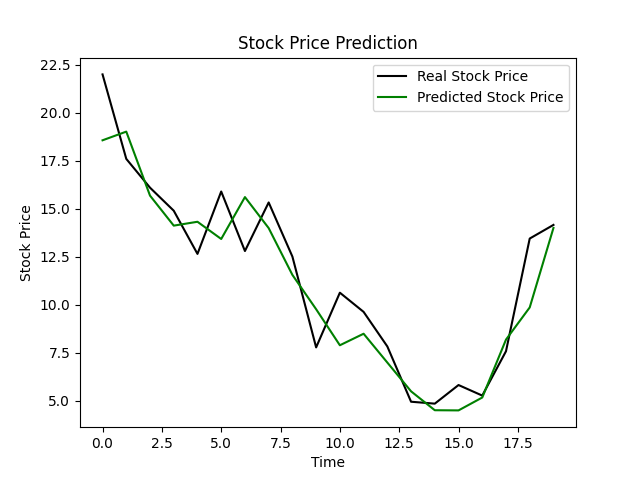 Stock Price Prediction
Real Stock Price
Predicted Stock Price
Stock Price
22.5
20.0
17.5
15.0
12.5
10.0
7.5
5.0
0.0 2.5 5.0 7.5 10.0 12.5 15.0 17.5
Time